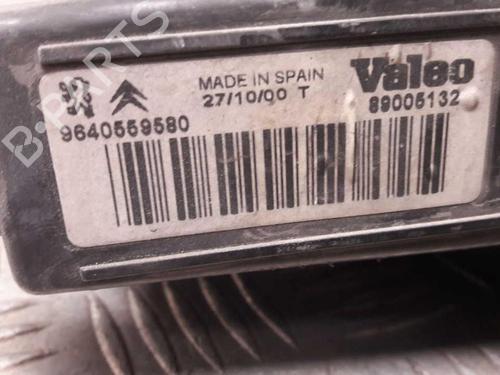 MADE IN SPAIN
Valeo
27/10/00 T
89005132
9640559580
B-PARTS